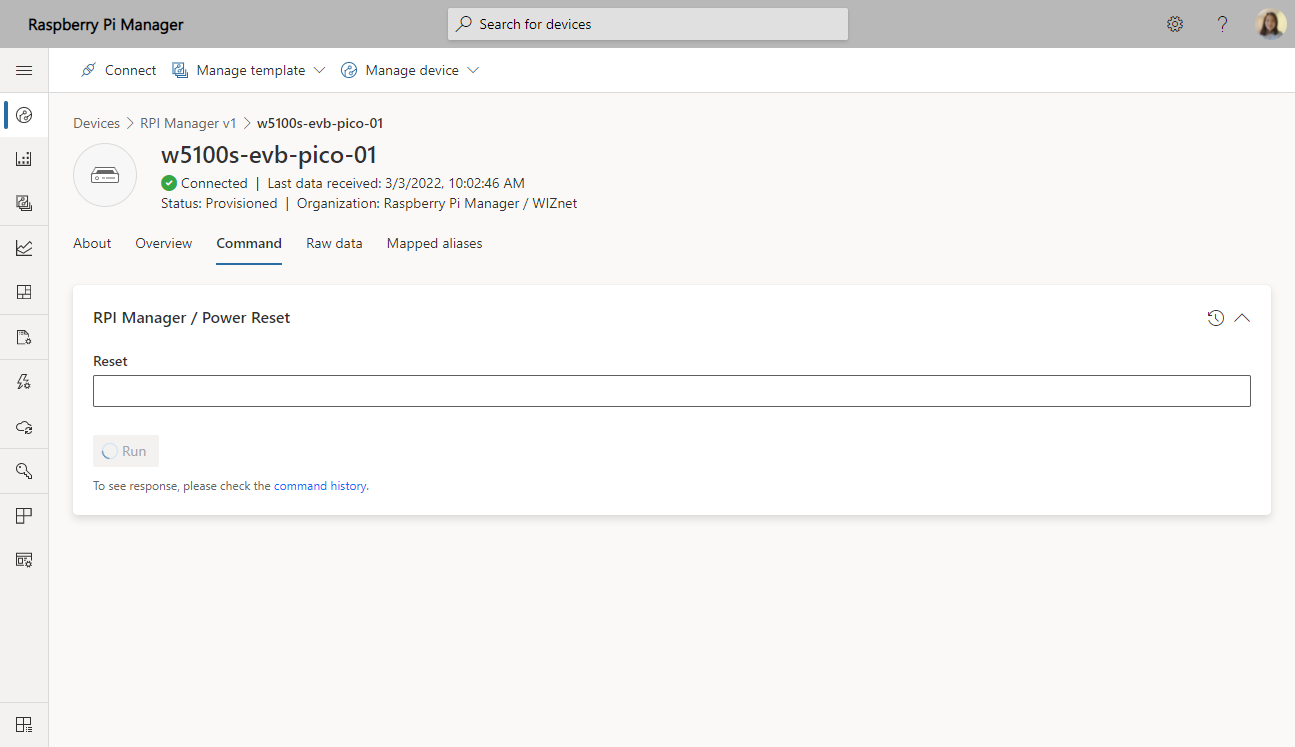 Raspberry Pi Manager
Search for devices
?
Connect Manage template Manage device
Devices > RPI Manager v1 > w5100s-evb-pico-01
w5100s-evb-pico-01
Connected | Last data received: 3/3/2022, 10:02:46 AM
Status: Provisioned | Organization: Raspberry Pi Manager / WIZnet
About Overview Command Raw data Mapped aliases
RPI Manager / Power Reset
Reset
Run
To see response, please check the command history.